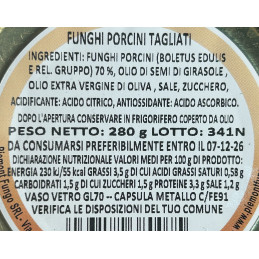 FUNGHI PORCINI TAGLIATI
INGREDIENTI: FUNGHI PORCINI (BOLETUS EDULIS
E REL. GRUPPO) 70 %, OLIO DI SEMI DI GIRASOLE,
OLIO EXTRA VERGINE DI OLIVA , SALE, ZUCCHERO,
ACIDIFICANTE: ACIDO CITRICO, ANTIOSSIDANTE: ACIDO ASCORBICO.
DOPO L'APERTURA CONSERVARE IN FRIGORIFERO COPERTO DA OLIO
PESO NETTO: 280 g LOTTO: 341N
DA CONSUMARSI PREFERIBILMENTE ENTRO IL 07-12-26
DICHIARAZIONE NUTRIZIONALE VALORI MEDI PER 100 g DI PRODOTTO:
ENERGIA 230 kj/55 kcal GRASSI 3,5 g DI CUI ACIDI GRASSI SATURI 0,58 g
CARBOIDRATI 1,5 g DI CUI ZUCCHERI 1,5 g PROTEINE 3,3 g SALE 1,2 g
VASO VETRO GL70 -- CAPSULA METALLO C/FE91
VERIFICA LE DISPOSIZIONI DEL TUO COMUNE
Fungo SRL - Via
www.piemontf